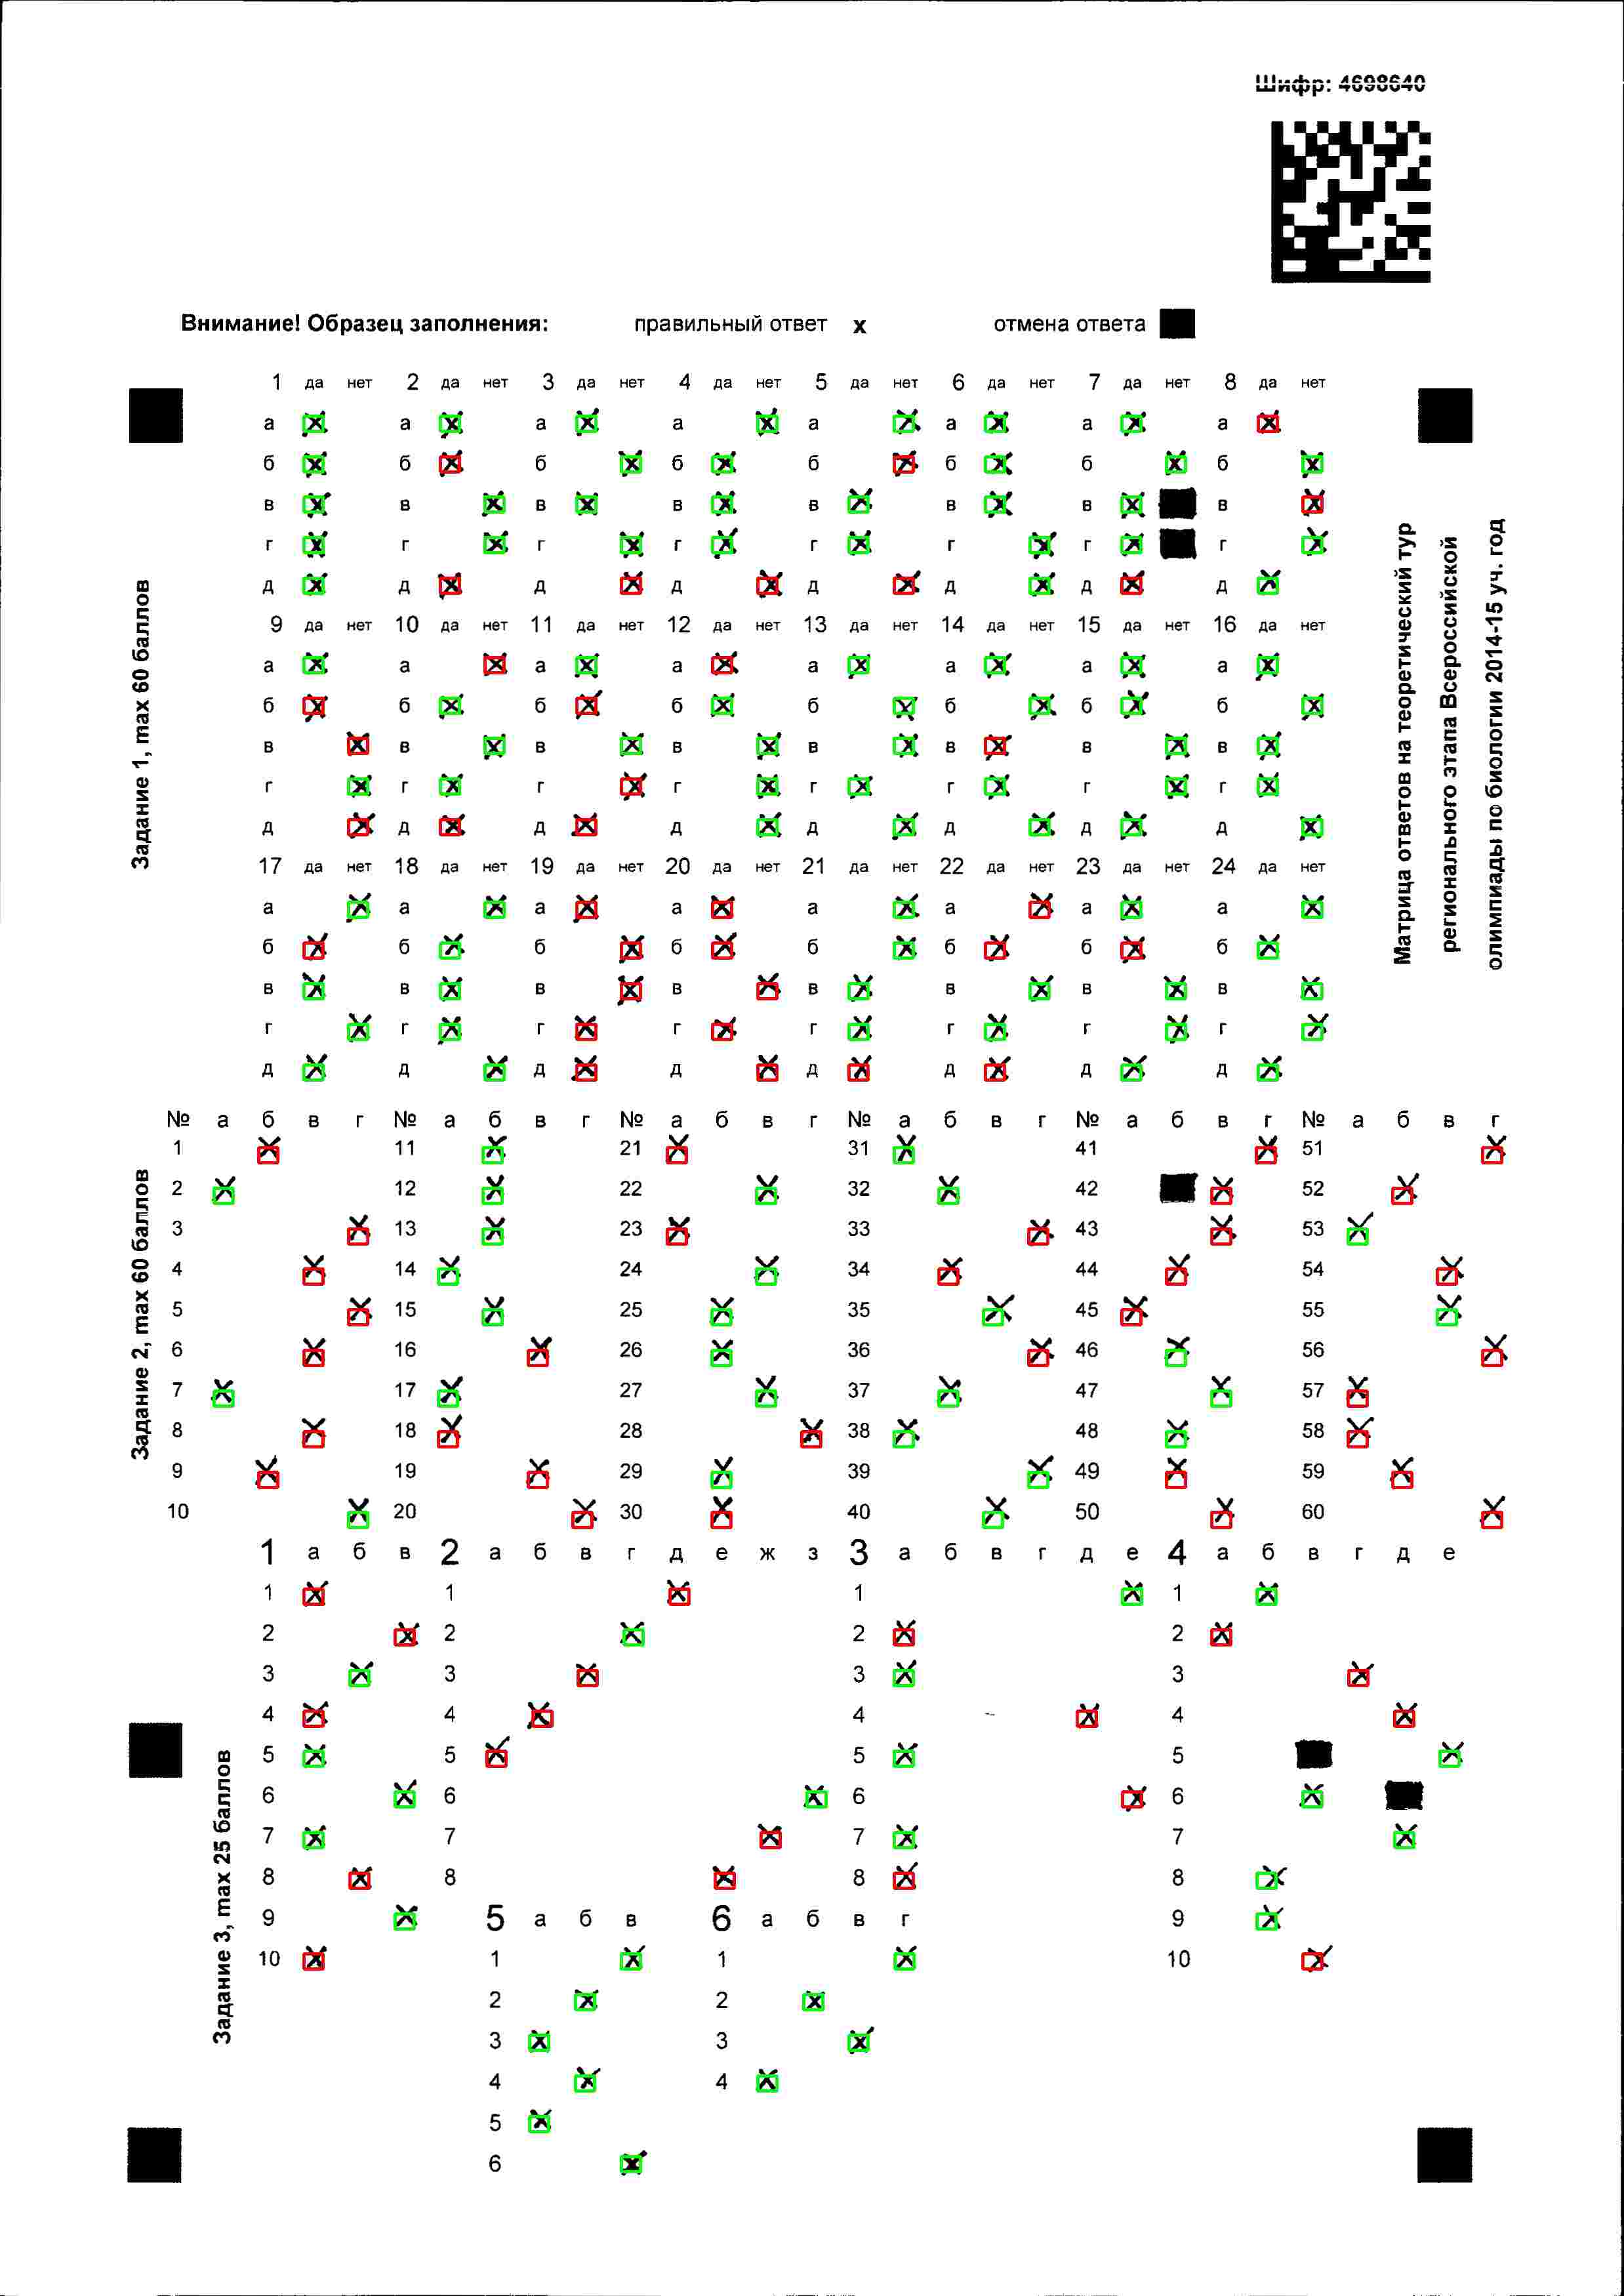 Шифр: 4698640
Внимание! Образец заполнения: правильный ответ x отмена ответа
1 да нет 2 да нет 3 да нет 4 да нет 5 да нет 6 да нет 7 да нет 8 да нет
а а а а а а а а
б б б б б б б б
в в в в в в в в
г г г г г г г г
д д д д д д д д
9 да нет 10 да нет 11 да нет 12 да нет 13 да нет 14 да нет 15 да нет 16 да нет
а а а а а а а а
б б б б б б б б
в в в в в в в в
г г г г г г г г
д д д д д д д д
17 да нет 18 да нет 19 да нет 20 да нет 21 да нет 22 да нет 23 да нет 24 да нет
а а а а а а а а
б б б б б б б б
в в в в в в в в
г г г г г г г г
д д д д д д д д
Задание 1, max 60 баллов
Матрица ответов на теоретический тур
регионального этапа Всероссийской
олимпиады по биологии 2014-15 уч. год
№ а б в г № а б в г № а б в г № а б в г № а б в г № а б в г
1 11 21 31 41 51
2 12 22 32 42 52
3 13 23 33 43 53
4 14 24 34 44 54
5 15 25 35 45 55
6 16 26 36 46 56
7 17 27 37 47 57
8 18 28 38 48 58
9 19 29 39 49 59
10 20 30 40 50 60
Задание 2, max 60 баллов
1 а б в 2 а б в г д е ж з 3 а б в г д е 4 а б в г д е
1 1 1 1
2 2 2 2
3 3 3 3
4 4 4 4
5 5 5 5
6 6 6 6
7 7 7 7
8 8 8 8
9 5 а б в 6 а б в г 9
10 1 1 10
2 2
3 3
4 4
5
6
Задание 3, max 25 баллов